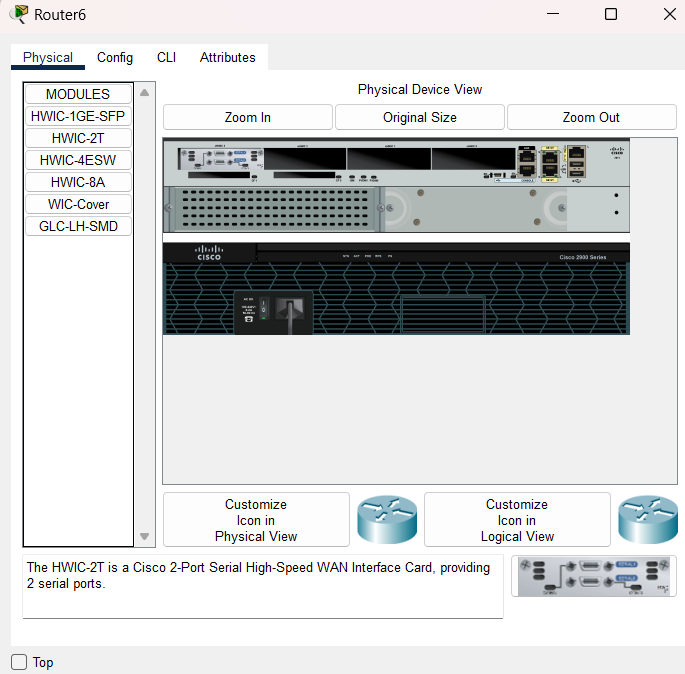 Router6
Physical Config CLI Attributes
MODULES
HWIC-1GE-SFP
HWIC-2T
HWIC-4ESW
HWIC-8A
WIC-Cover
GLC-LH-SMD
Physical Device View
Zoom In Original Size Zoom Out
CISCO
Cisco 2900 Series
Customize
Icon in
Physical View
Customize
Icon in
Logical View
The HWIC-2T is a Cisco 2-Port Serial High-Speed WAN Interface Card, providing
2 serial ports.
Top